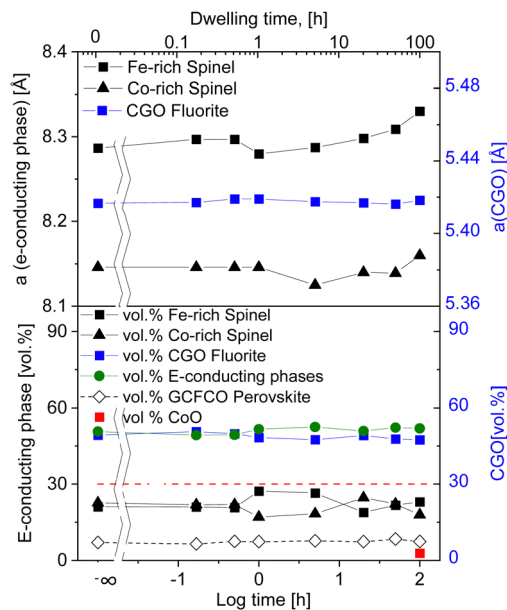 Dwelling time, [h]
0 0.1 1 10 100
8.4
8.3
8.2
8.1
a (e-conducting phase) [Å]
Fe-rich Spinel
Co-rich Spinel
CGO Fluorite
5.48
5.44
5.40
5.36
a(CGO) [Å]
90
60
30
0
E-conducting phase [vol.%]
vol.% Fe-rich Spinel
vol.% Co-rich Spinel
vol.% CGO Fluorite
vol.% E-conducting phases
vol.% GCFCO Perovskite
vol % CoO
90
60
30
0
CGO[vol.%]
-∞ -1 0 1 2
Log time [h]